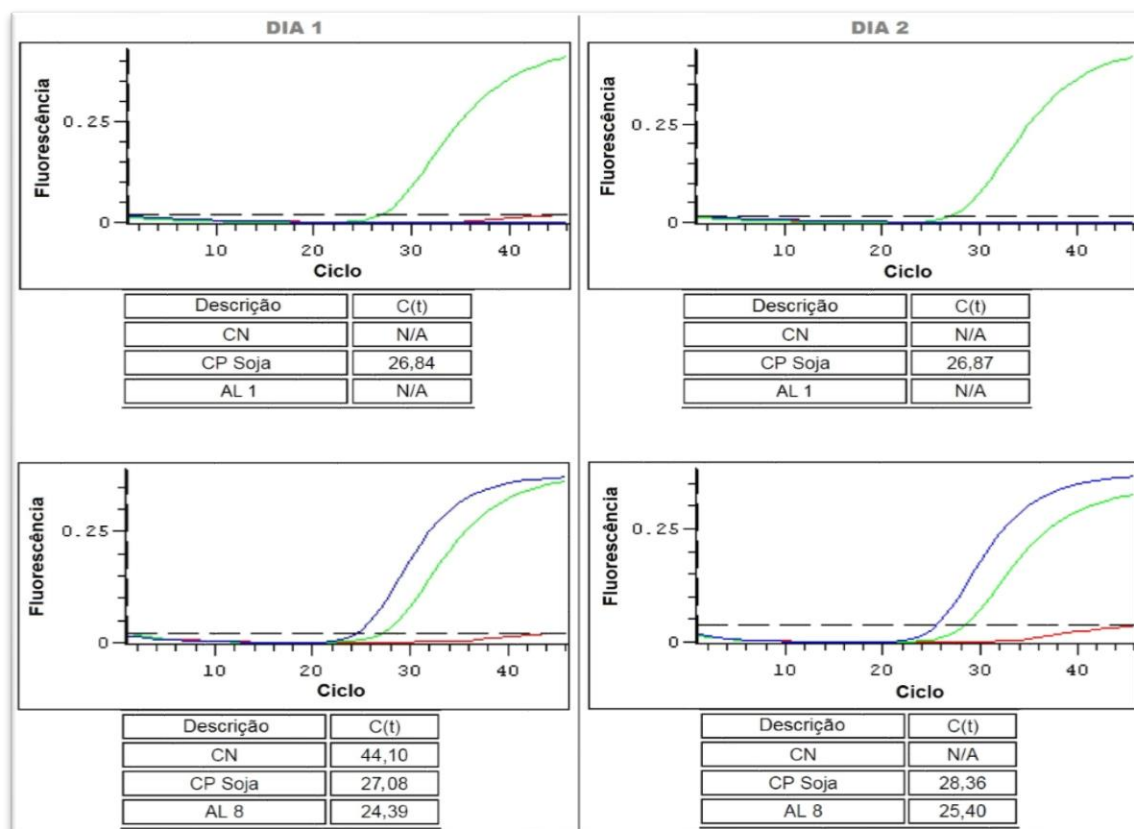 DIA 1
Fluorescência
0.25
0
10 20 30 40
Ciclo
Descrição C(t)
CN N/A
CP Soja 26,84
AL 1 N/A
DIA 2
Fluorescência
0.25
0
10 20 30 40
Ciclo
Descrição C(t)
CN N/A
CP Soja 26,87
AL 1 N/A
Fluorescência
0.25
0
10 20 30 40
Ciclo
Descrição C(t)
CN 44,10
CP Soja 27,08
AL 8 24,39
Fluorescência
0.25
0
10 20 30 40
Ciclo
Descrição C(t)
CN N/A
CP Soja 28,36
AL 8 25,40